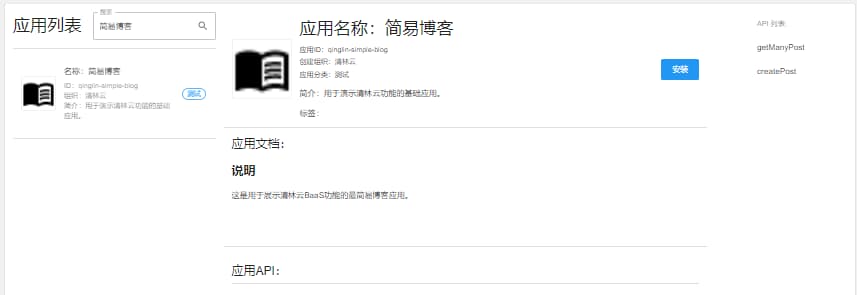 应用列表
搜索
简易博客
名称：简易博客
ID：qinglin-simple-blog
组织：清林云
简介：用于演示清林云功能的基础
应用。
测试
应用名称：简易博客
应用ID：qinglin-simple-blog
创建组织：清林云
应用分类：测试
简介：用于演示清林云功能的基础应用。
标签：
安装
应用文档：
说明
这是用于展示清林云BaaS功能的最简易博客应用。
应用API：
API 列表:
getManyPost
createPost